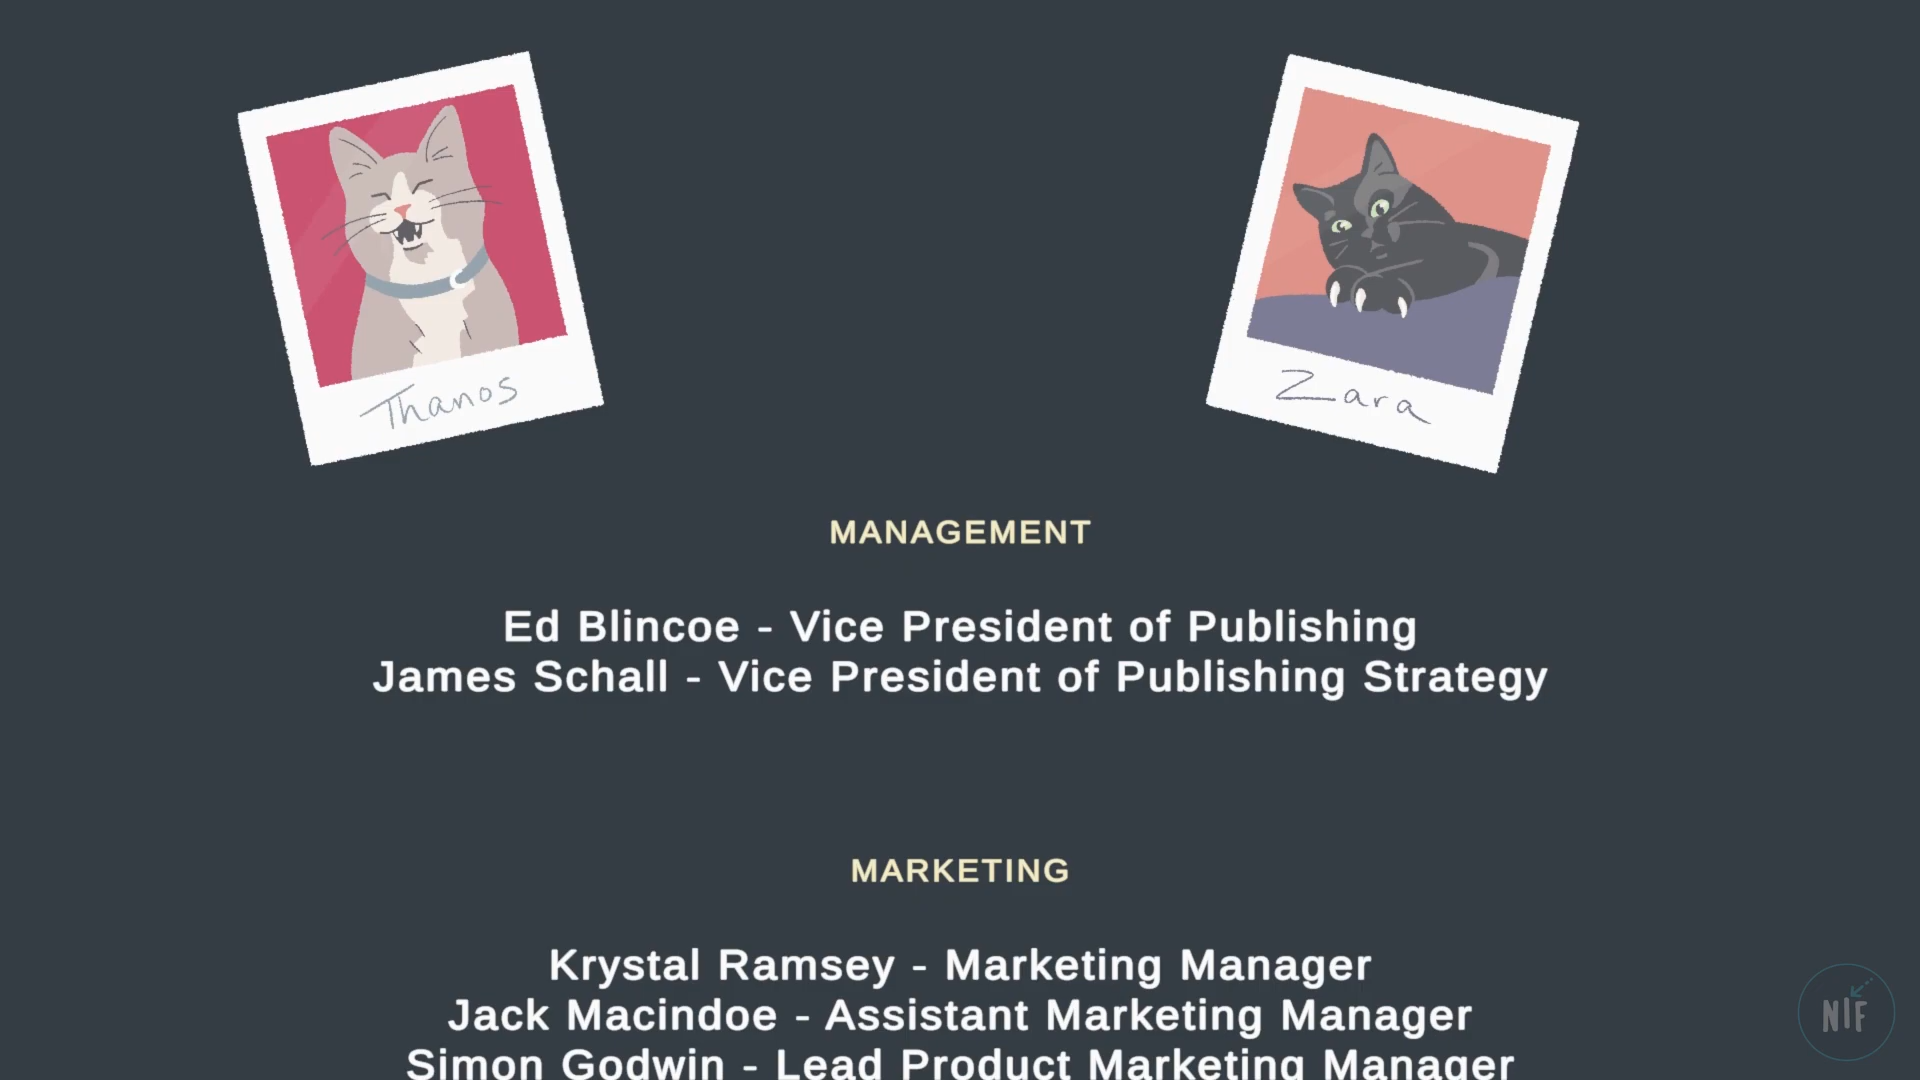 Thanos
Zara
MANAGEMENT
Ed Blincoe - Vice President of Publishing
James Schall - Vice President of Publishing Strategy
MARKETING
Krystal Ramsey - Marketing Manager
Jack Macindoe - Assistant Marketing Manager
Simon Godwin - Lead Product Marketing Manager
NIF